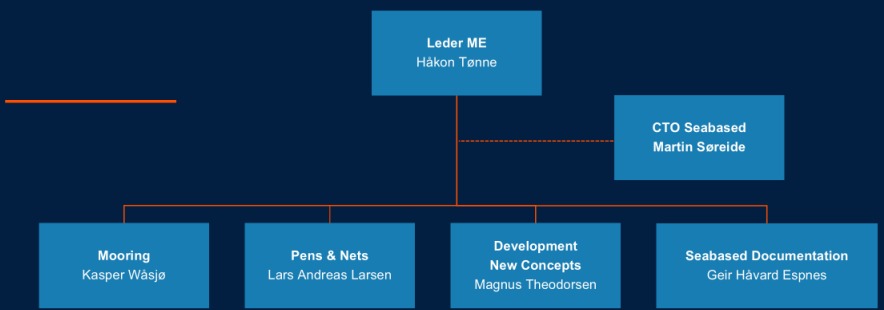 Leder ME
Håkon Tønne
CTO Seabased
Martin Søreide
Mooring
Kasper Wåsjø
Pens & Nets
Lars Andreas Larsen
Development
New Concepts
Magnus Theodorsen
Seabased Documentation
Geir Håvard Espnes